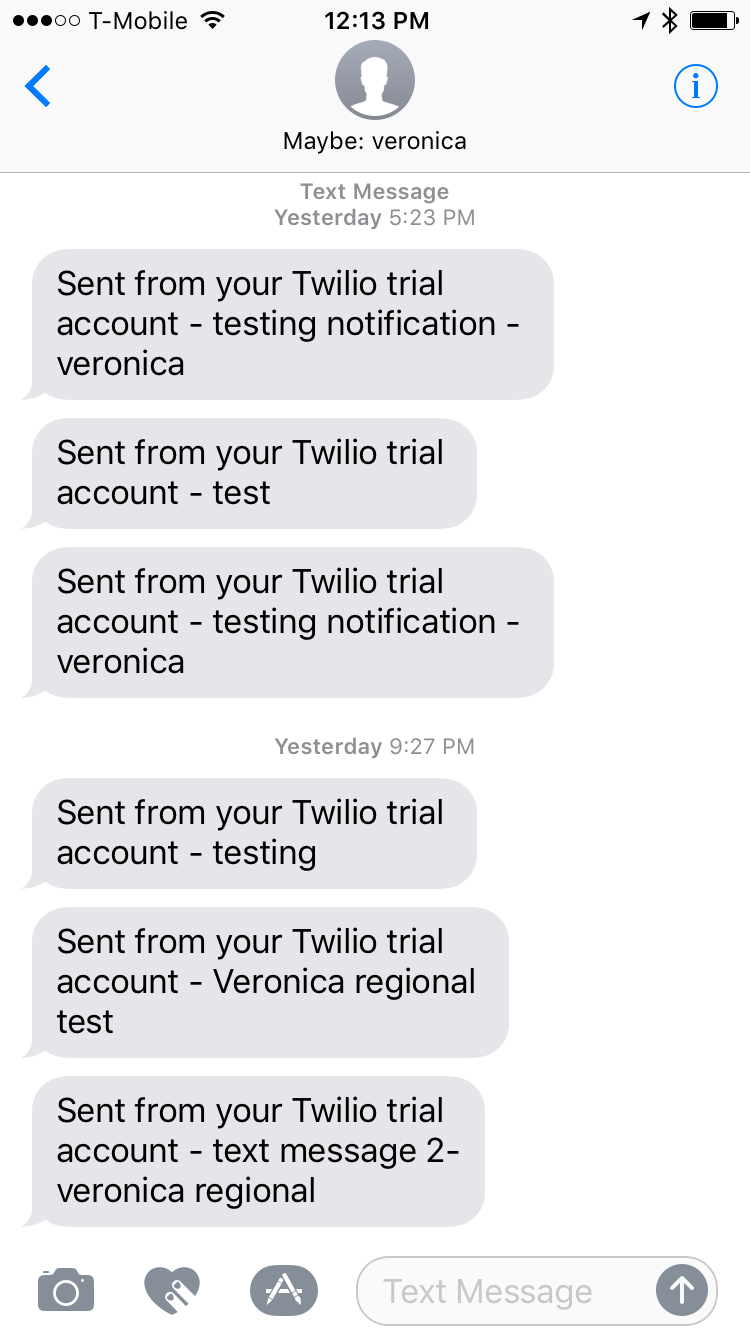 T-Mobile 12:13 PM
Maybe: veronica
Text Message
Yesterday 5:23 PM
Sent from your Twilio trial
account - testing notification -
veronica
Sent from your Twilio trial
account - test
Sent from your Twilio trial
account - testing notification -
veronica
Yesterday 9:27 PM
Sent from your Twilio trial
account - testing
Sent from your Twilio trial
account - Veronica regional
test
Sent from your Twilio trial
account - text message 2-
veronica regional
Text Message